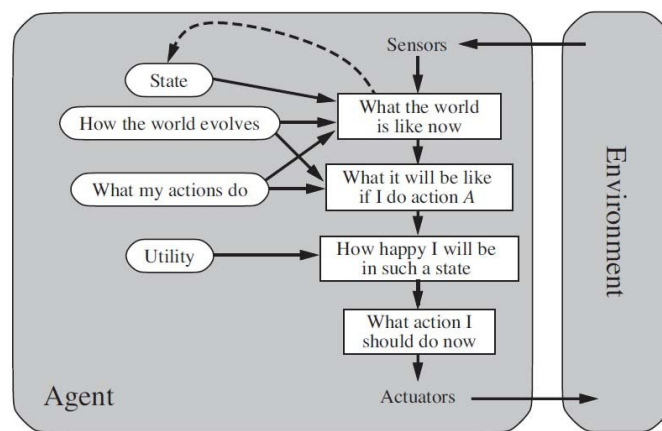 Sensors
State
What the world
is like now
How the world evolves
What my actions do
What it will be like
if I do action A
Utility
How happy I will be
in such a state
What action I
should do now
Agent
Actuators
Environment